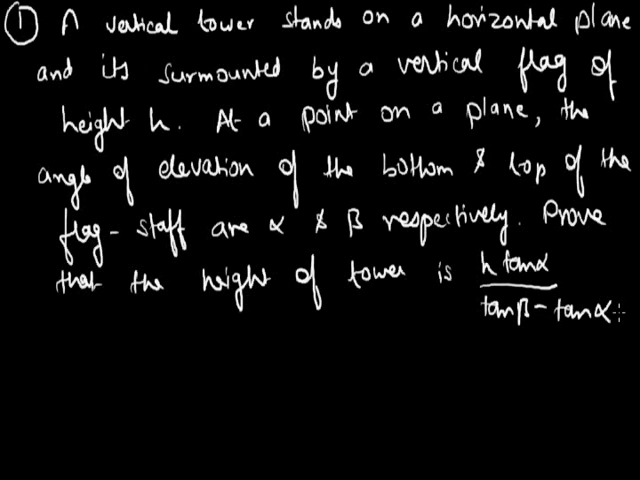 ① A vertical tower stands on a horizontal plane
and its surmounted by a vertical flag of
height h. At a point on a plane, the
angle of elevation of the bottom & top of the
flag - staff are α & β respectively. Prove
that the height of tower is h tanα / tanβ - tanα.